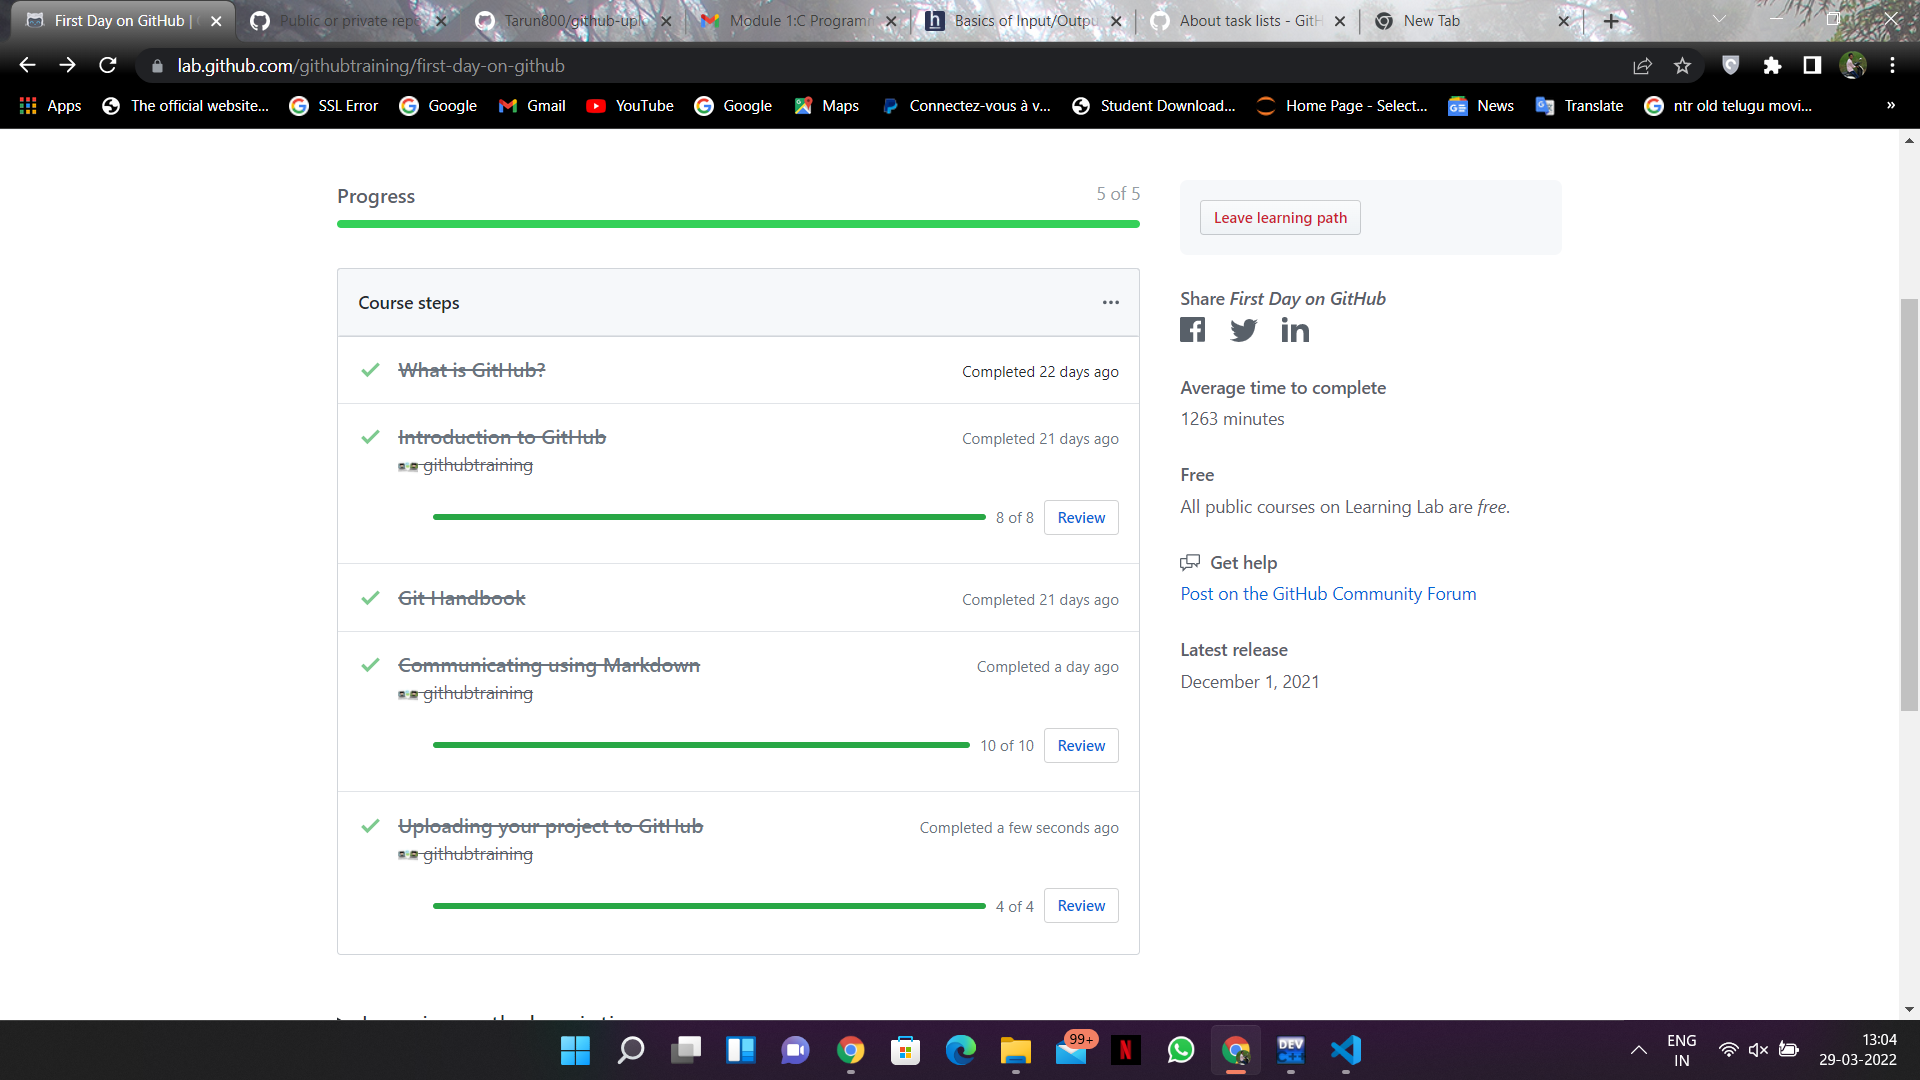 First Day on GitHub |
Public or private repo
Tarun800/github-upl
Module 1:C Program
Basics of Input/Outpu
About task lists - GitH
New Tab
lab.github.com/githubtraining/first-day-on-github
Apps
The official website...
SSL Error
Google
Gmail
YouTube
Google
Maps
Connectez-vous à v...
Student Download...
Home Page - Select...
News
Translate
ntr old telugu movi...
»
Progress
5 of 5
Course steps
What is GitHub?
Completed 22 days ago
Introduction to GitHub
Completed 21 days ago
githubtraining
8 of 8
Review
Git Handbook
Completed 21 days ago
Communicating using Markdown
Completed a day ago
githubtraining
10 of 10
Review
Uploading your project to GitHub
Completed a few seconds ago
githubtraining
4 of 4
Review
Leave learning path
Share First Day on GitHub
Average time to complete
1263 minutes
Free
All public courses on Learning Lab are free.
Get help
Post on the GitHub Community Forum
Latest release
December 1, 2021
99+
N
DEV
C++
ENG
IN
13:04
29-03-2022